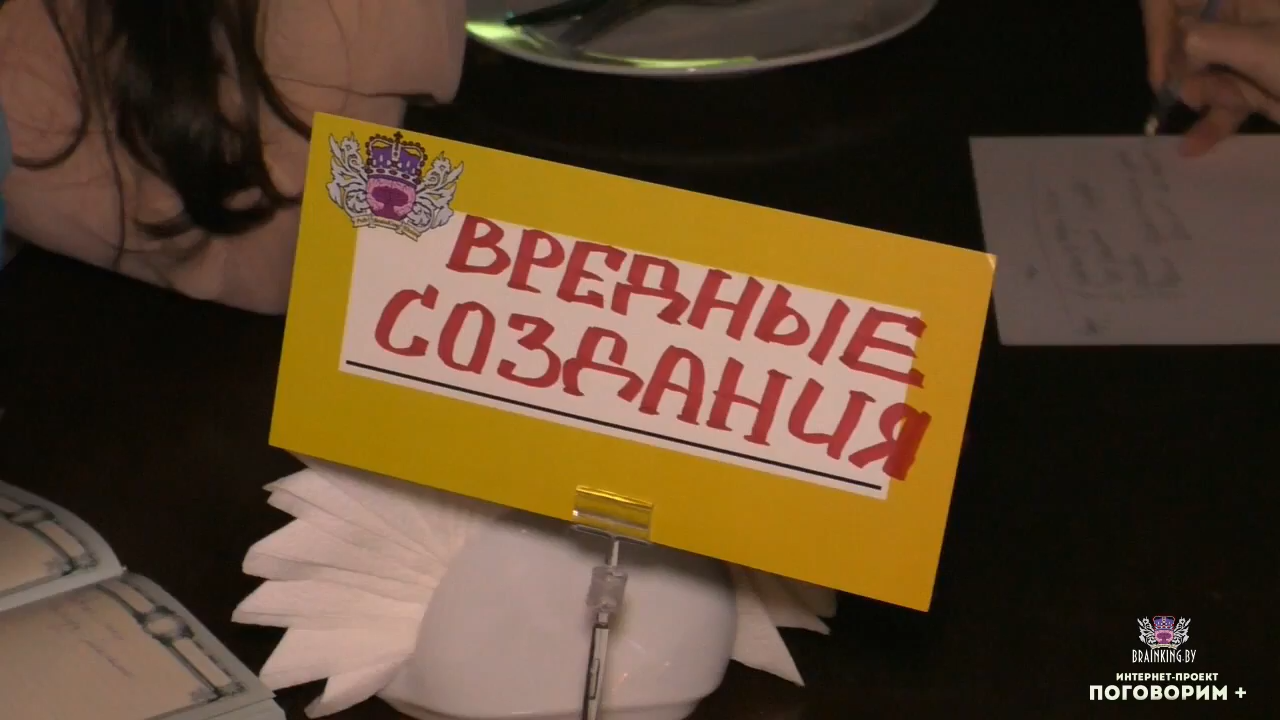 ВРЕДНЫЕ
СОЗДАНИЯ
BRAINKING.BY
ИНТЕРНЕТ-ПРОЕКТ
ПОГОВОРИМ +